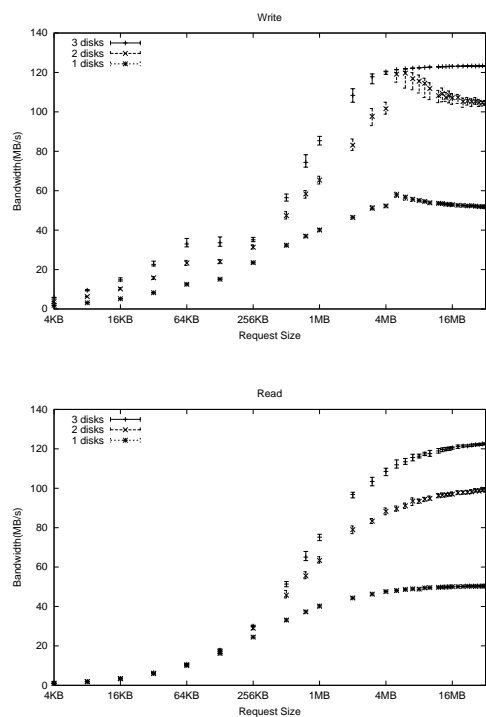 Write
140
3 disks
2 disks
1 disks
120
100
80
60
40
20
0
Bandwidth(MB/s)
4KB 16KB 64KB 256KB 1MB 4MB 16MB
Request Size
Read
140
3 disks
2 disks
1 disks
120
100
80
60
40
20
0
Bandwidth(MB/s)
4KB 16KB 64KB 256KB 1MB 4MB 16MB
Request Size